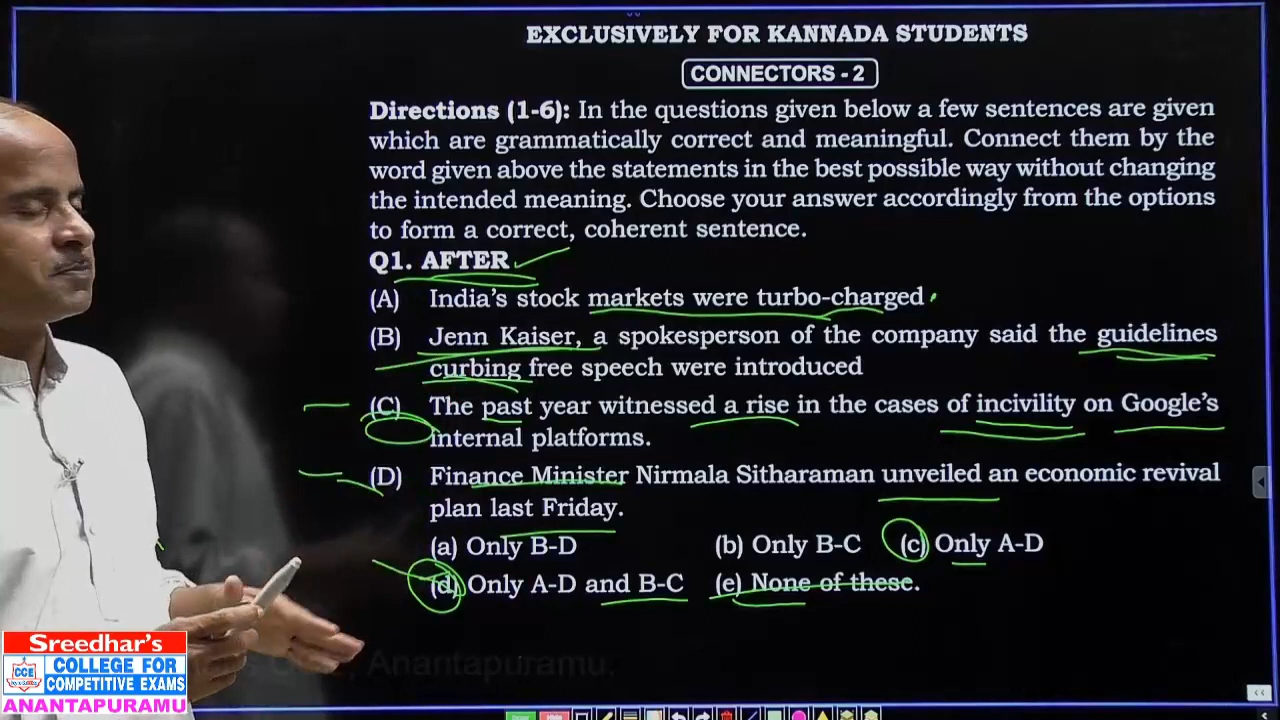 EXCLUSIVELY FOR KANNADA STUDENTS
CONNECTORS - 2
Directions (1-6): In the questions given below a few sentences are given
which are grammatically correct and meaningful. Connect them by the
word given above the statements in the best possible way without changing
the intended meaning. Choose your answer accordingly from the options
to form a correct, coherent sentence.
Q1. AFTER
(A) India's stock markets were turbo-charged
(B) Jenn Kaiser, a spokesperson of the company said the guidelines
curbing free speech were introduced
(C) The past year witnessed a rise in the cases of incivility on Google's
internal platforms.
(D) Finance Minister Nirmala Sitharaman unveiled an economic revival
plan last Friday.
(a) Only B-D (b) Only B-C (c) Only A-D
(d) Only A-D and B-C (e) None of these.
Sreedhar's
CCE
COLLEGE FOR
COMPETITIVE EXAMS
ANANTAPURAMU
Anantapuramu.